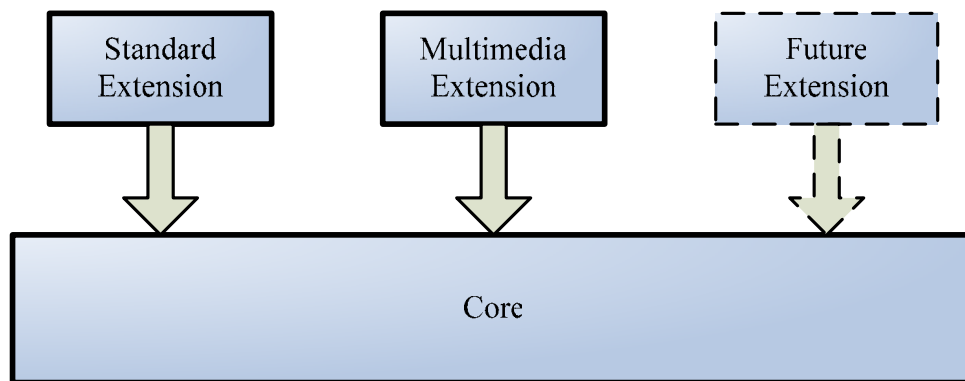 Standard
Extension
Multimedia
Extension
Future
Extension
Core